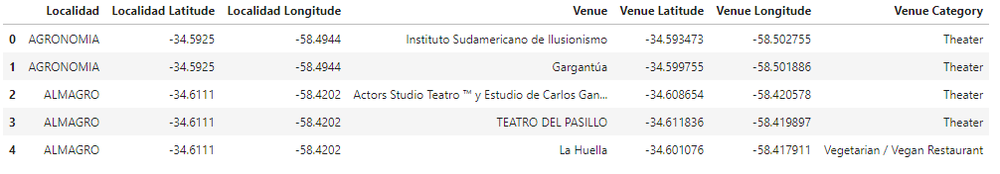 Localidad Localidad Latitude Localidad Longitude Venue Venue Latitude Venue Longitude Venue Category
0 AGRONOMIA -34.5925 -58.4944 Instituto Sudamericano de Ilusionismo -34.593473 -58.502755 Theater
1 AGRONOMIA -34.5925 -58.4944 Gargantúa -34.599755 -58.501886 Theater
2 ALMAGRO -34.6111 -58.4202 Actors Studio Teatro ™ y Estudio de Carlos Gan... -34.608654 -58.420578 Theater
3 ALMAGRO -34.6111 -58.4202 TEATRO DEL PASILLO -34.611836 -58.419897 Theater
4 ALMAGRO -34.6111 -58.4202 La Huella -34.601076 -58.417911 Vegetarian / Vegan Restaurant